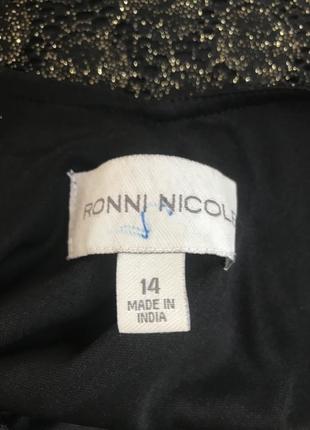 RONNI NICOLE
14
MADE IN
INDIA